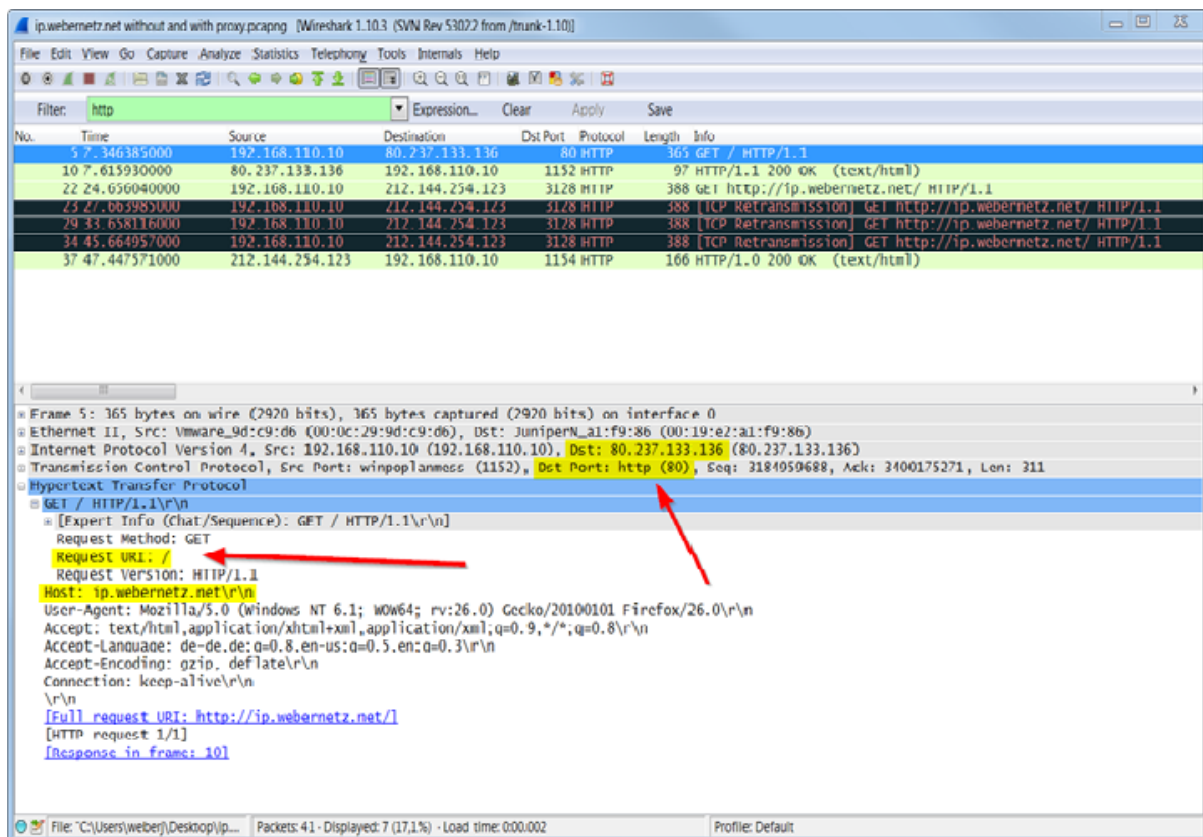 ip.webernetz.net without and with proxy.pcapng [Wireshark 1.10.3 (SVN Rev 53022 from /trunk-1.10)]
File Edit View Go Capture Analyze Statistics Telephony Tools Internals Help
Filter: http Expression... Clear Apply Save
No. Time Source Destination Dst Port Protocol Length Info
5 7.346385000 192.168.110.10 80.237.133.136 80 HTTP 365 GET / HTTP/1.1
10 7.615930000 80.237.133.136 192.168.110.10 1152 HTTP 97 HTTP/1.1 200 OK (text/html)
22 24.656040000 192.168.110.10 212.144.254.123 3128 HTTP 388 GET http://ip.webernetz.net/ HTTP/1.1
23 27.663985000 192.168.110.10 212.144.254.123 3128 HTTP 388 [TCP Retransmission] GET http://ip.webernetz.net/ HTTP/1.1
29 33.658116000 192.168.110.10 212.144.254.123 3128 HTTP 388 [TCP Retransmission] GET http://ip.webernetz.net/ HTTP/1.1
34 45.664957000 192.168.110.10 212.144.254.123 3128 HTTP 388 [TCP Retransmission] GET http://ip.webernetz.net/ HTTP/1.1
37 47.447571000 212.144.254.123 192.168.110.10 1154 HTTP 166 HTTP/1.0 200 OK (text/html)
Frame 5: 365 bytes on wire (2920 bits), 365 bytes captured (2920 bits) on interface 0
Ethernet II, Src: Vmware_9d:c9:d6 (00:0c:29:9d:c9:d6), Dst: JuniperN_a1:f9:86 (00:19:e2:a1:f9:86)
Internet Protocol Version 4, Src: 192.168.110.10 (192.168.110.10), Dst: 80.237.133.136 (80.237.133.136)
Transmission Control Protocol, Src Port: winpoplanmess (1152), Dst Port: http (80), Seq: 3184959688, Ack: 3400175271, Len: 311
Hypertext Transfer Protocol
GET / HTTP/1.1\r\n
[Expert Info (Chat/Sequence): GET / HTTP/1.1\r\n]
Request Method: GET
Request URI: /
Request Version: HTTP/1.1
Host: ip.webernetz.net\r\n
User-Agent: Mozilla/5.0 (Windows NT 6.1; WOW64; rv:26.0) Gecko/20100101 Firefox/26.0\r\n
Accept: text/html,application/xhtml+xml,application/xml;q=0.9,*/*;q=0.8\r\n
Accept-Language: de-de,de;q=0.8,en-us;q=0.5,en;q=0.3\r\n
Accept-Encoding: gzip, deflate\r\n
Connection: keep-alive\r\n
\r\n
[Full request URI: http://ip.webernetz.net/]
[HTTP request 1/1]
[Response in frame: 10]
File: "C:\Users\weberj\Desktop\ip.... Packets: 41 · Displayed: 7 (17,1%) · Load time: 0:00.002 Profile: Default